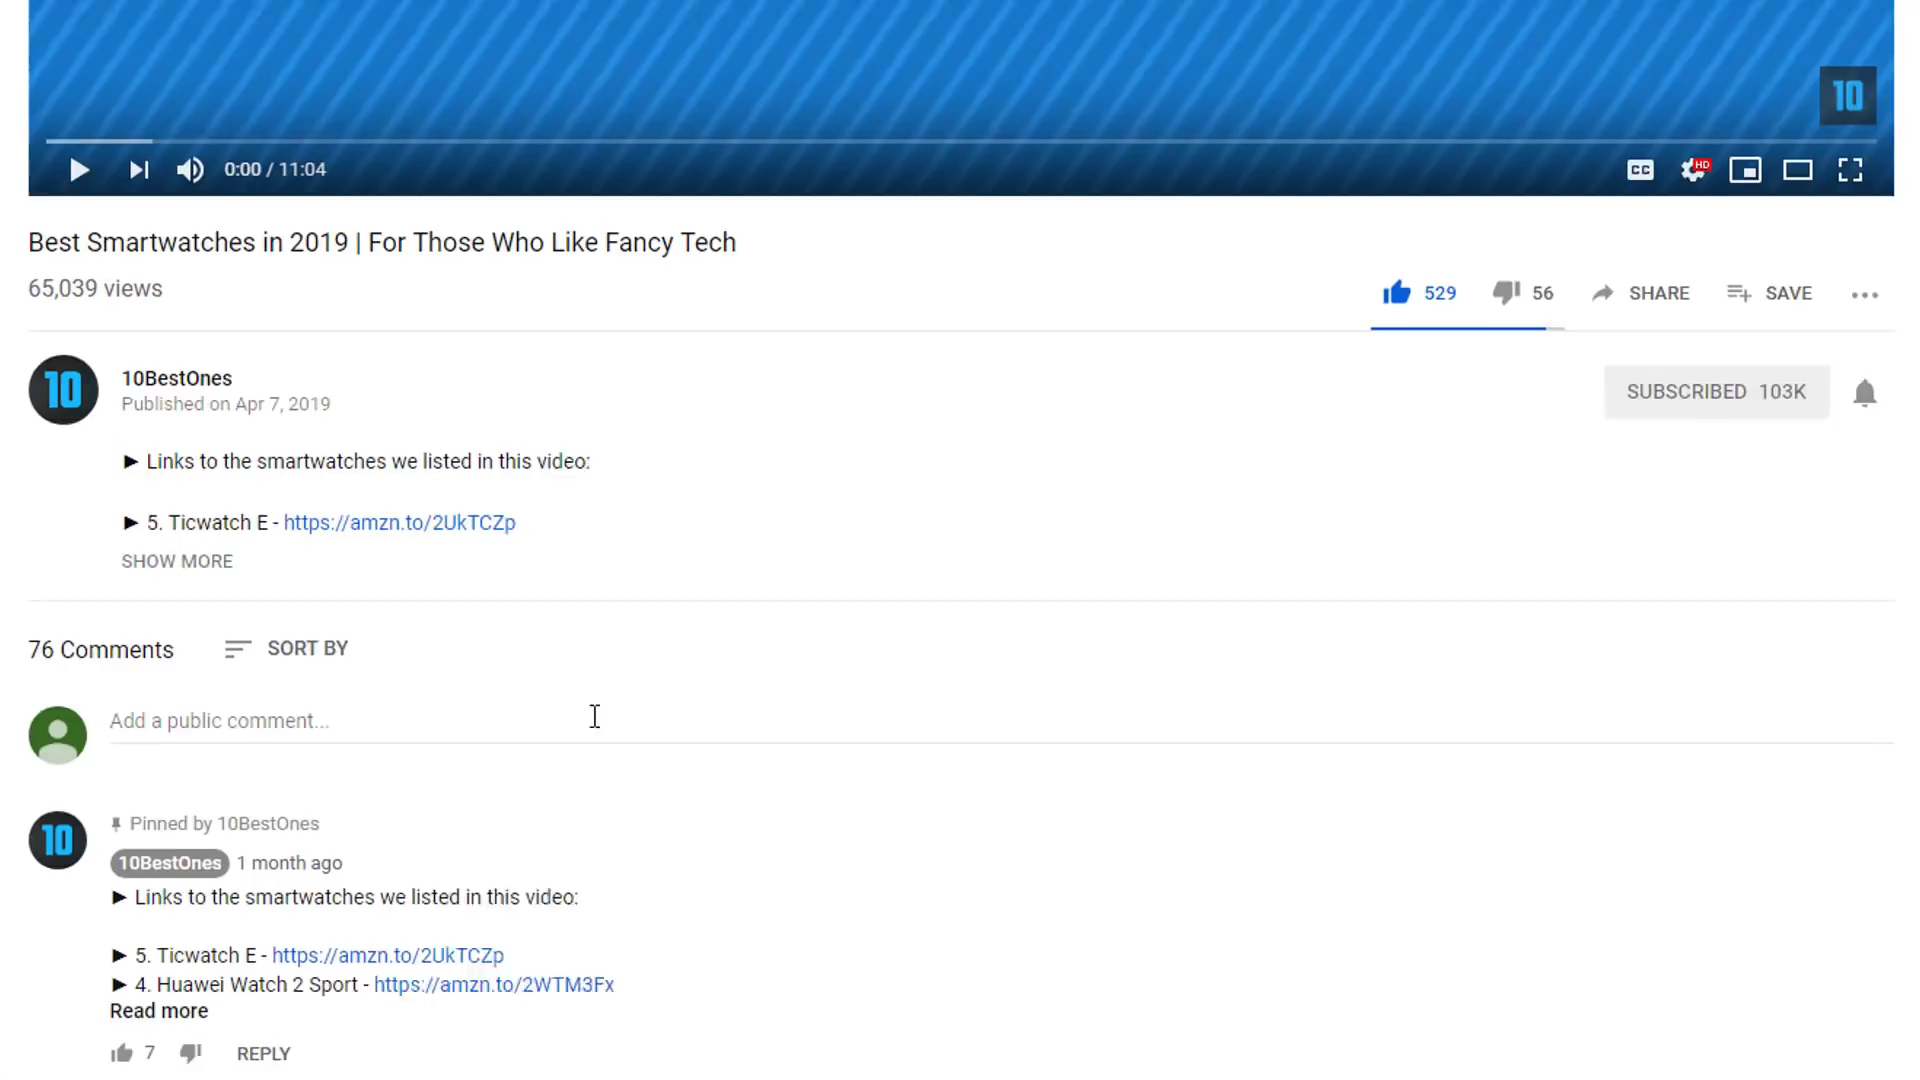 10
0:00 / 11:04
CC
HD
Best Smartwatches in 2019 | For Those Who Like Fancy Tech
65,039 views
529
56
SHARE
SAVE
10
10BestOnes
Published on Apr 7, 2019
SUBSCRIBED 103K
► Links to the smartwatches we listed in this video:
► 5. Ticwatch E - https://amzn.to/2UkTCZp
SHOW MORE
76 Comments
SORT BY
Add a public comment...
10
Pinned by 10BestOnes
10BestOnes 1 month ago
► Links to the smartwatches we listed in this video:
► 5. Ticwatch E - https://amzn.to/2UkTCZp
► 4. Huawei Watch 2 Sport - https://amzn.to/2WTM3Fx
Read more
7
REPLY